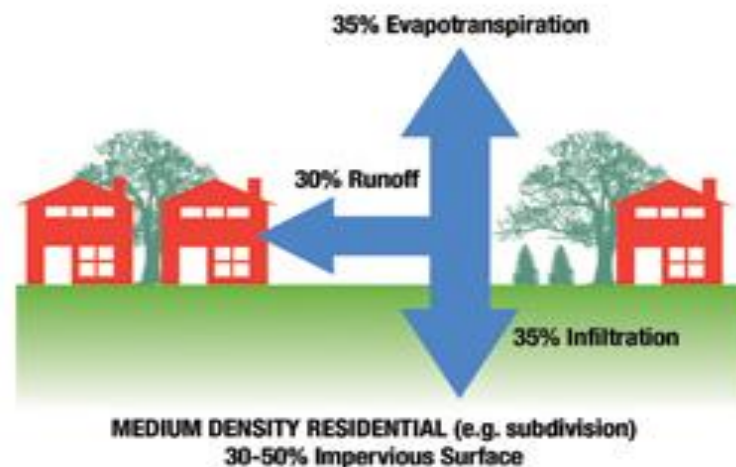 35% Evapotranspiration
30% Runoff
35% Infiltration
MEDIUM DENSITY RESIDENTIAL (e.g. subdivision)
30-50% Impervious Surface